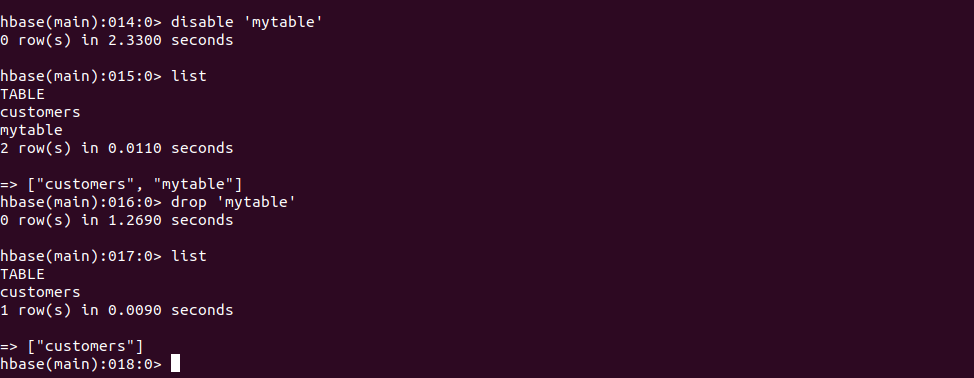 hbase(main):014:0> disable 'mytable'
0 row(s) in 2.3300 seconds
hbase(main):015:0> list
TABLE
customers
mytable
2 row(s) in 0.0110 seconds
=> ["customers", "mytable"]
hbase(main):016:0> drop 'mytable'
0 row(s) in 1.2690 seconds
hbase(main):017:0> list
TABLE
customers
1 row(s) in 0.0090 seconds
=> ["customers"]
hbase(main):018:0>